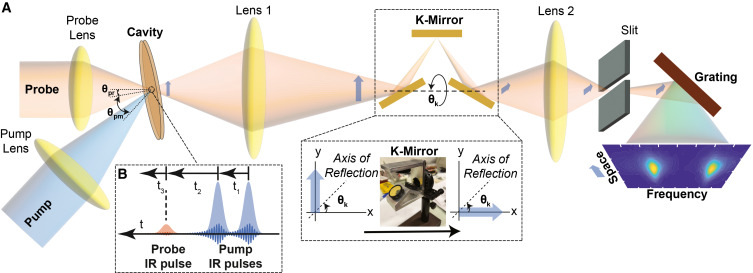 A
Probe
Lens
Cavity
Lens 1
K-Mirror
Lens 2
Slit
Grating
Probe
θpr
θpm
θk
Pump
Lens
Pump
B
t3
t2
t1
t
Probe
IR pulse
Pump
IR pulses
K-Mirror
y
Axis of
Reflection
θk
x
y
Axis of
Reflection
θk
x
Space
Frequency